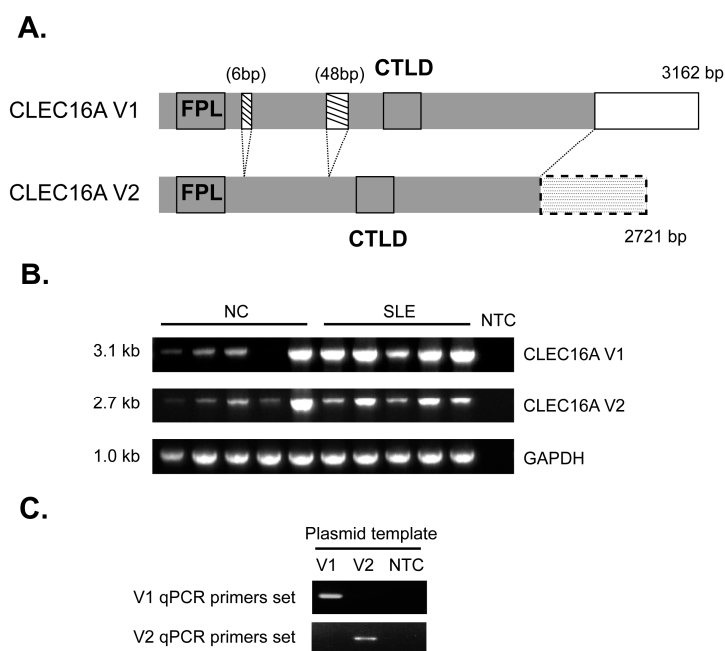 A.
(6bp) (48bp) CTLD 3162 bp
CLEC16A V1 FPL
CLEC16A V2 FPL
CTLD 2721 bp
B.
NC SLE NTC
3.1 kb CLEC16A V1
2.7 kb CLEC16A V2
1.0 kb GAPDH
C.
Plasmid template
V1 V2 NTC
V1 qPCR primers set
V2 qPCR primers set